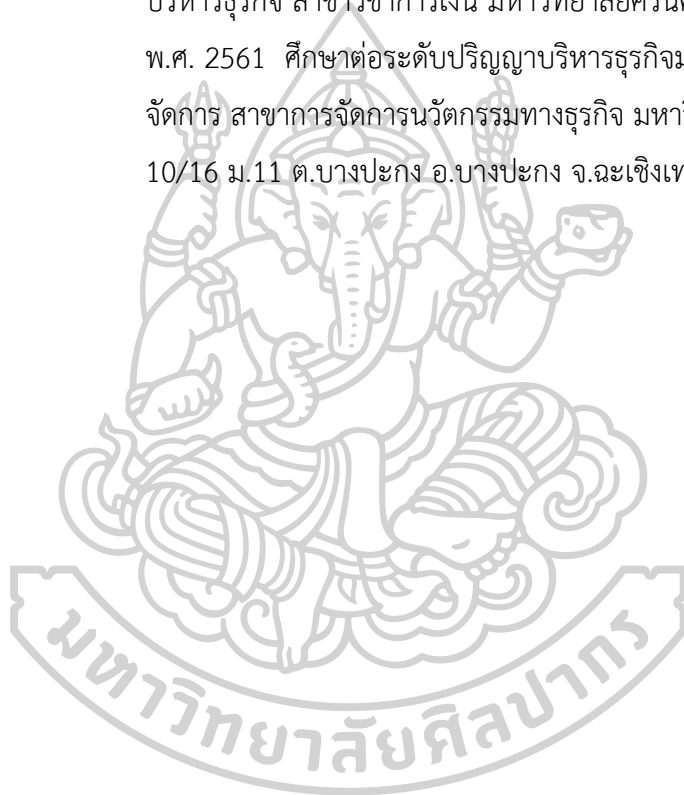 บริหารธุรกิจ สาขาวิชาการเงิน
พ.ศ. 2561 ศึกษาต่อระดับปริญญาบริหารธุรกิจ
จัดการ สาขาการจัดการนวัตกรรมทางธุรกิจ
10/16 ม.11 ต.บางปะกง อ.บางปะกง
มหาวิทยาลัยศิลปากร